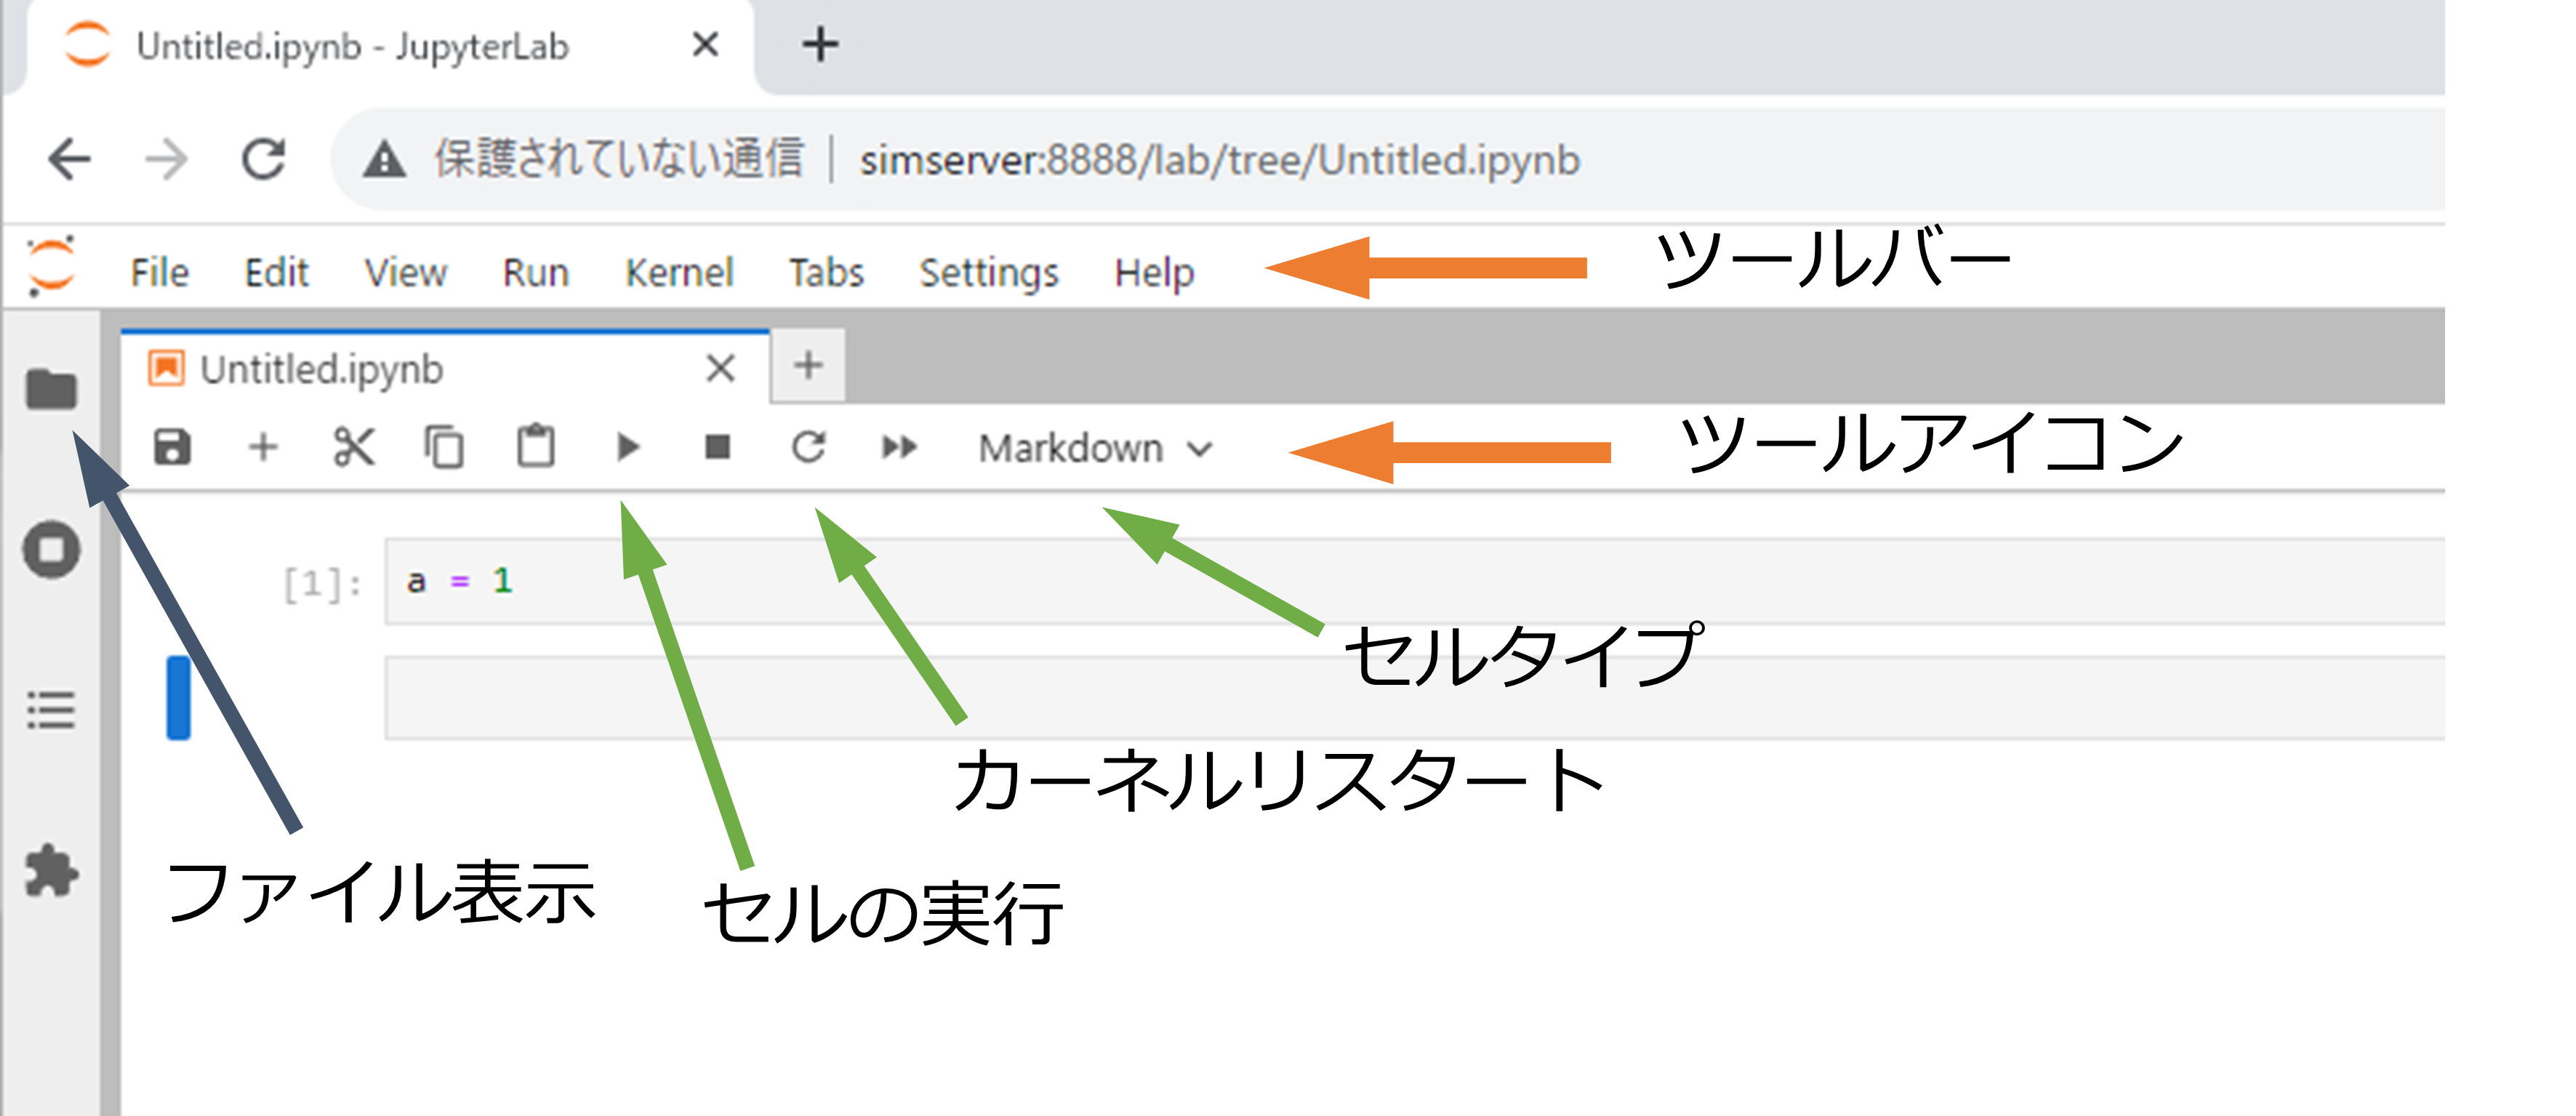 Untitled.ipynb - JupyterLab
保護されていない通信 | simserver:8888/lab/tree/Untitled.ipynb
File Edit View Run Kernel Tabs Settings Help
ツールバー
Untitled.ipynb
Markdown
ツールアイコン
[1]: a = 1
セルタイプ
カーネルリスタート
ファイル表示
セルの実行